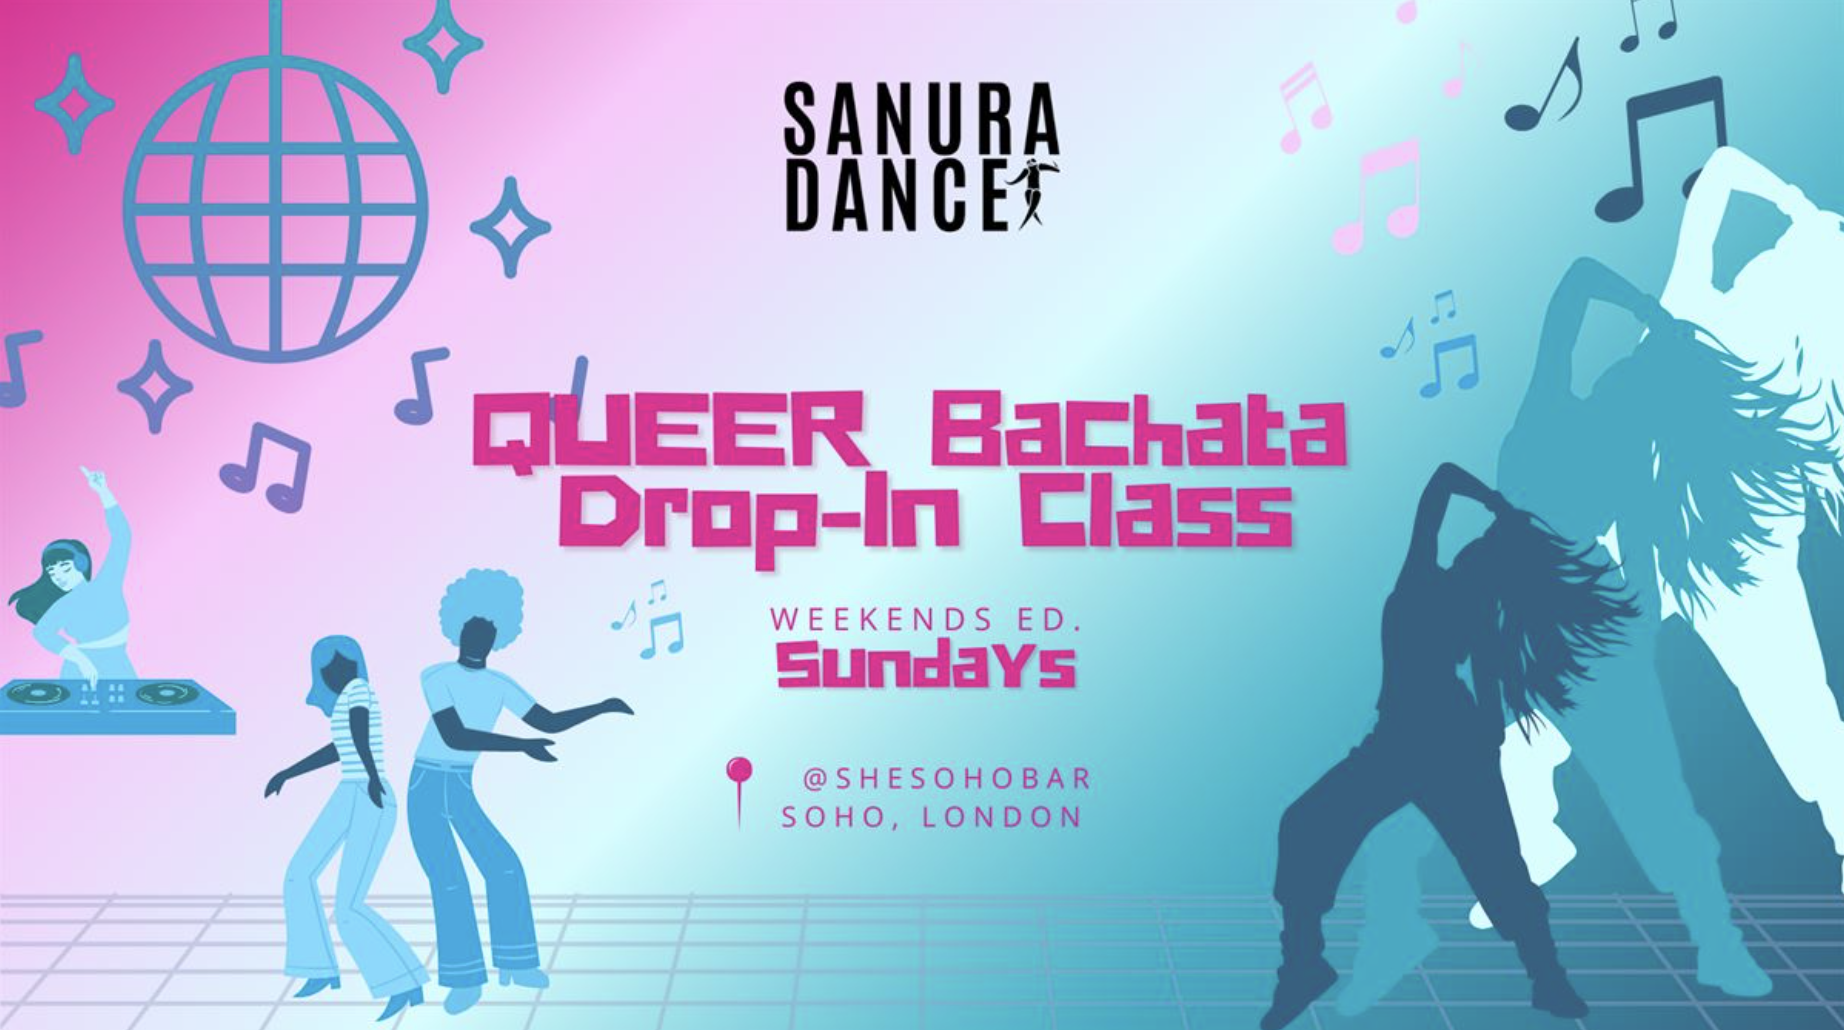 SANURA
DANCE
QUEER Bachata
Drop-In Class
WEEKENDS ED.
Sundays
@SHESOHOBAR
SOHO, LONDON